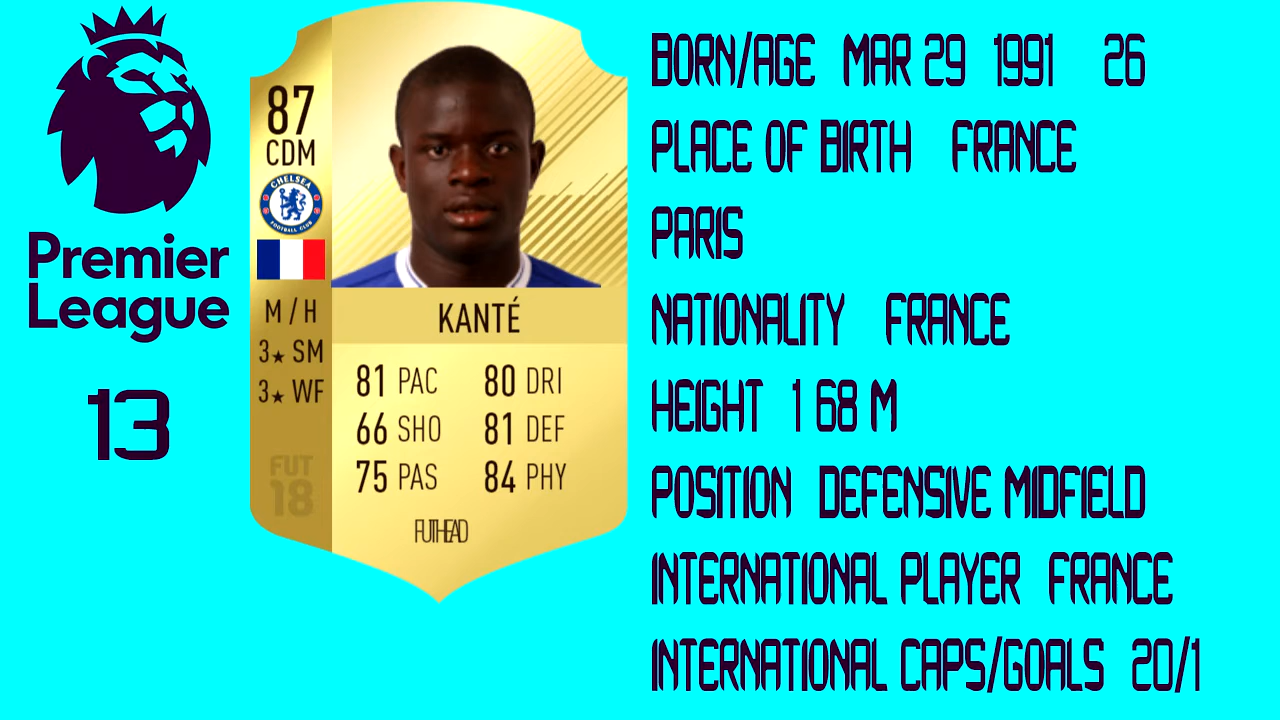 Premier
League
13
87
CDM
CHELSEA
FOOTBALL CLUB
M / H
3★ SM
3★ WF
FUT
18
KANTÉ
81 PAC 80 DRI
66 SHO 81 DEF
75 PAS 84 PHY
FUTHEAD
BORN/AGE MAR 29 1991 26
PLACE OF BIRTH FRANCE
PARIS
NATIONALITY FRANCE
HEIGHT 1 68 M
POSITION DEFENSIVE MIDFIELD
INTERNATIONAL PLAYER FRANCE
INTERNATIONAL CAPS/GOALS 20/1